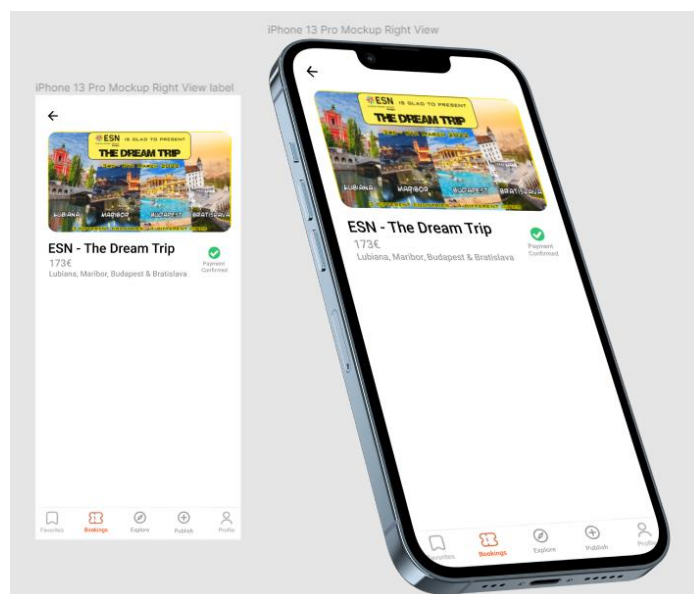 iPhone 13 Pro Mockup Right View
iPhone 13 Pro Mockup Right View label
ESN IS GLAD TO PRESENT
THE DREAM TRIP
LUBIANA MARIBOR BUDAPEST BRATISLAVA
ESN - The Dream Trip
173€
Lubiana, Maribor, Budapest & Bratislava
Payment
Confirmed
Favorites Bookings Explore Publish Profile
ESN IS GLAD TO PRESENT
THE DREAM TRIP
LUBIANA MARIBOR BUDAPEST BRATISLAVA
ESN - The Dream Trip
173€
Lubiana, Maribor, Budapest & Bratislava
Payment
Confirmed
Favorites Bookings Explore Publish Profile